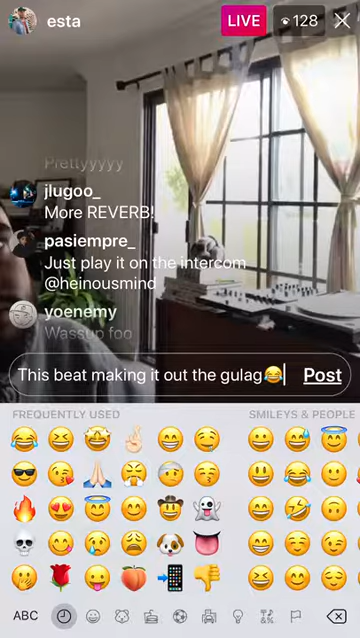 esta
LIVE
128
Prettyyyyy
jlugoo_
More REVERB!
pasiempre_
Just play it on the intercom
@heinousmind
yoenemy
Wassup foo
This beat making it out the gulag😂
Post
FREQUENTLY USED
SMILEYS & PEOPLE
ABC